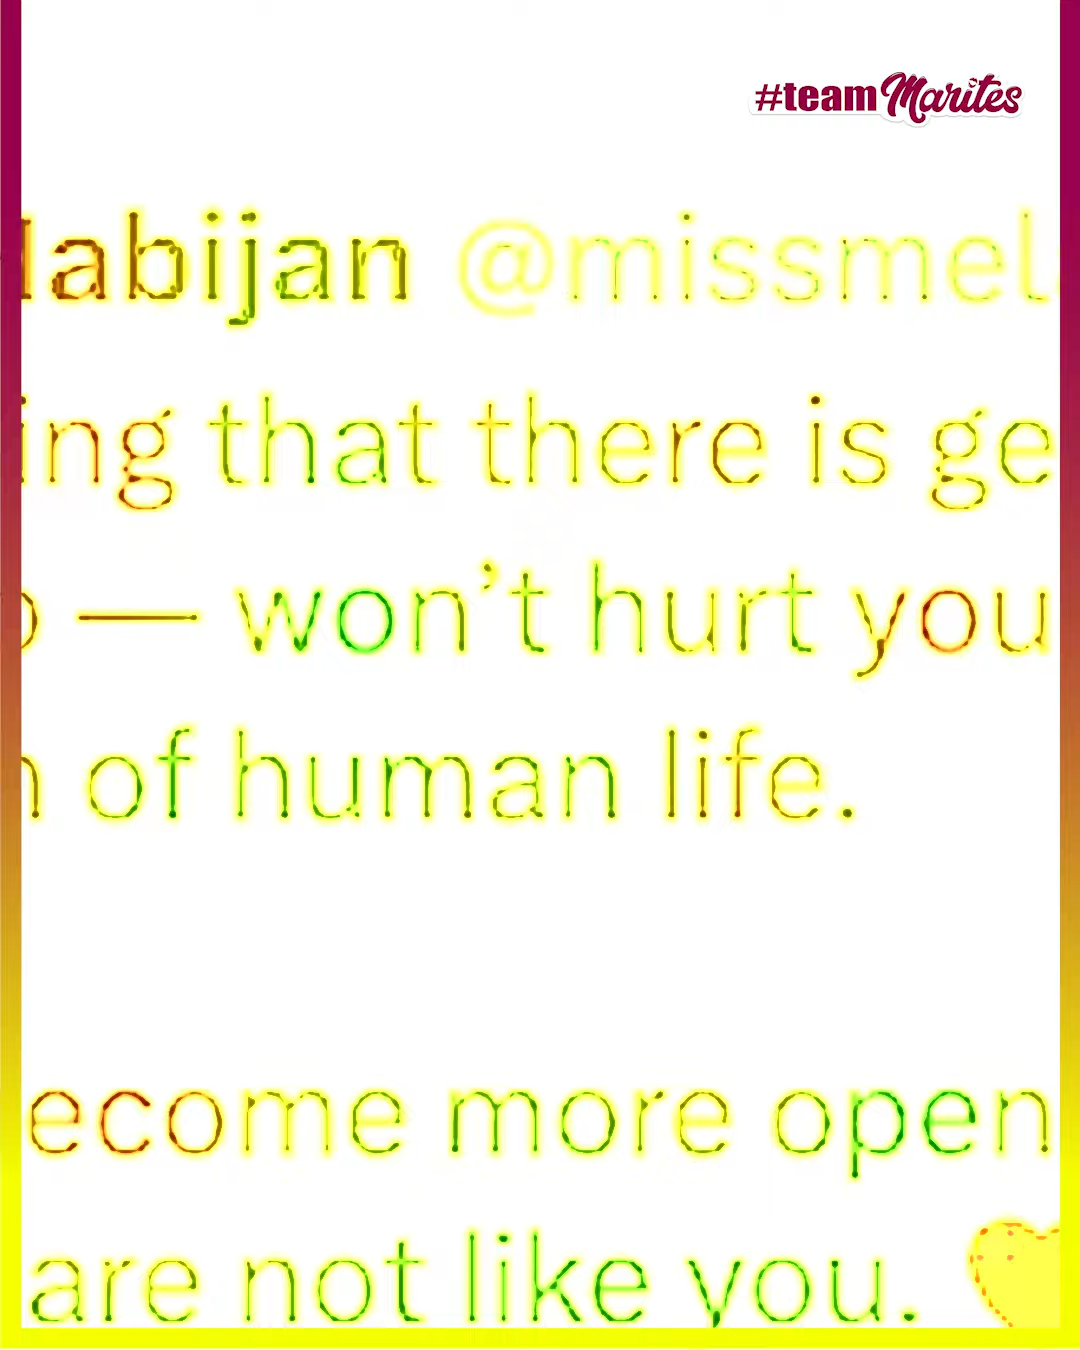 #teamMarites
abijan @missmel
ing that there is ge
— won’t hurt you
of human life.
ecome more open
are not like you. 💛